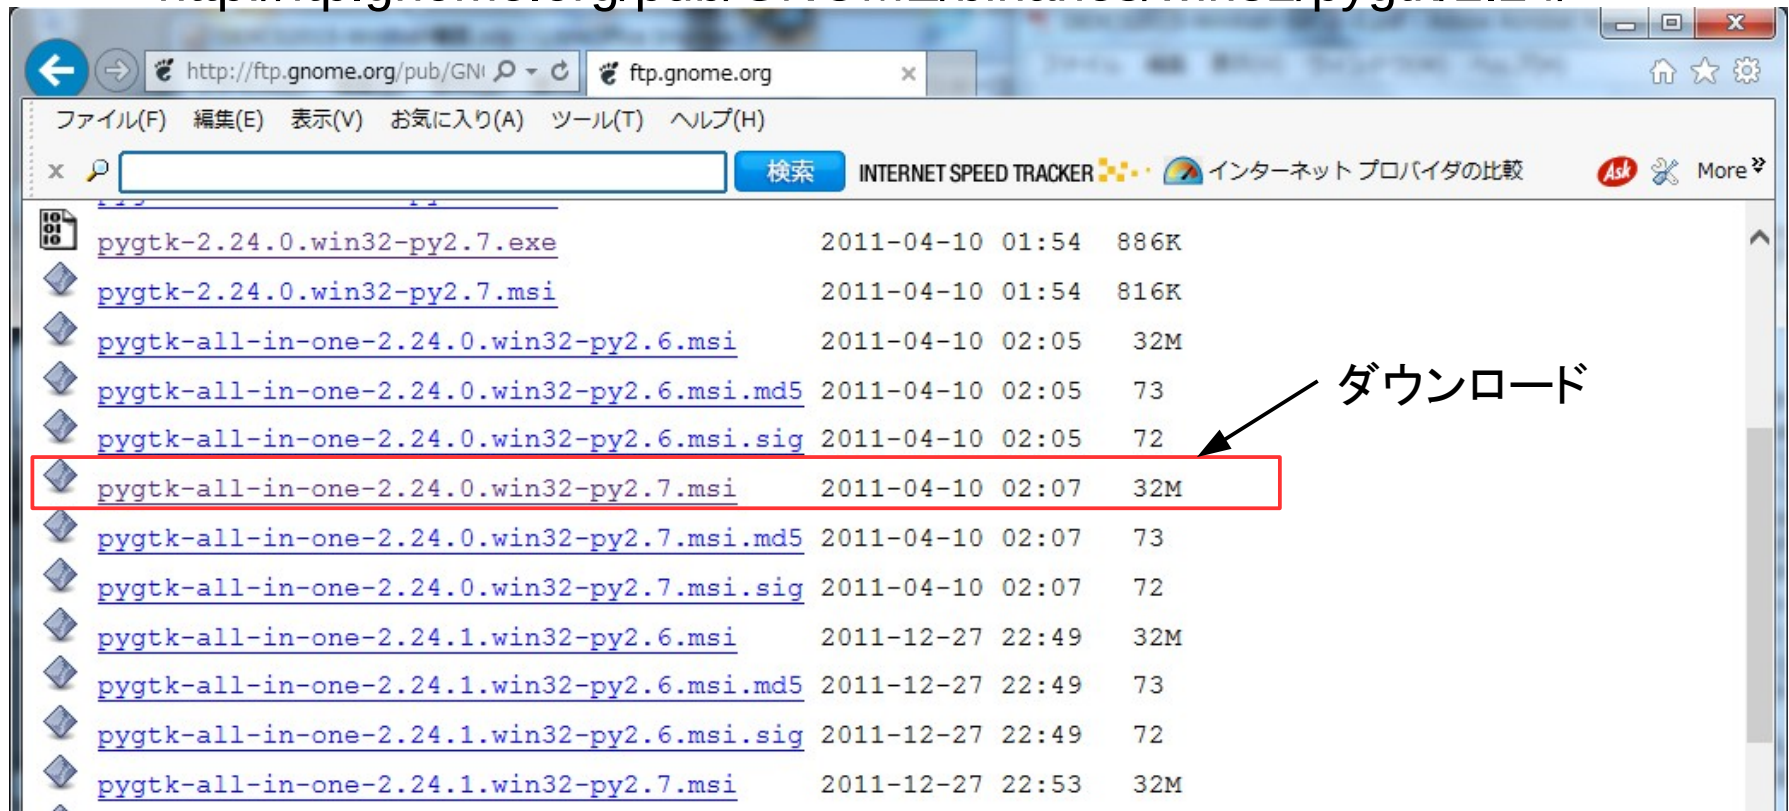 http://ftp.gnome.org/pub/GN
ftp.gnome.org
ファイル(F) 編集(E) 表示(V) お気に入り(A) ツール(T) ヘルプ(H)
x 検索 INTERNET SPEED TRACKER インターネット プロバイダの比較 Ask More
pygtk-2.24.0.win32-py2.7.exe 2011-04-10 01:54 886K
pygtk-2.24.0.win32-py2.7.msi 2011-04-10 01:54 816K
pygtk-all-in-one-2.24.0.win32-py2.6.msi 2011-04-10 02:05 32M
ダウンロード
pygtk-all-in-one-2.24.0.win32-py2.6.msi.md5 2011-04-10 02:05 73
pygtk-all-in-one-2.24.0.win32-py2.6.msi.sig 2011-04-10 02:05 72
pygtk-all-in-one-2.24.0.win32-py2.7.msi 2011-04-10 02:07 32M
pygtk-all-in-one-2.24.0.win32-py2.7.msi.md5 2011-04-10 02:07 73
pygtk-all-in-one-2.24.0.win32-py2.7.msi.sig 2011-04-10 02:07 72
pygtk-all-in-one-2.24.1.win32-py2.6.msi 2011-12-27 22:49 32M
pygtk-all-in-one-2.24.1.win32-py2.6.msi.md5 2011-12-27 22:49 73
pygtk-all-in-one-2.24.1.win32-py2.6.msi.sig 2011-12-27 22:49 72
pygtk-all-in-one-2.24.1.win32-py2.7.msi 2011-12-27 22:53 32M